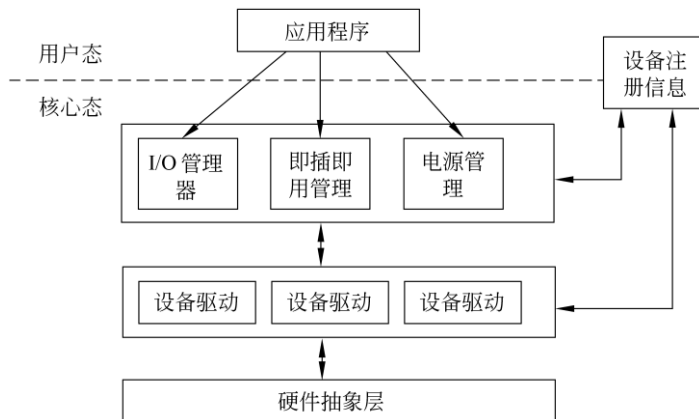 应用程序
用户态
设备注
册信息
核心态
I/O 管理
器
即插即
用管理
电源管
理
设备驱动
设备驱动
设备驱动
硬件抽象层